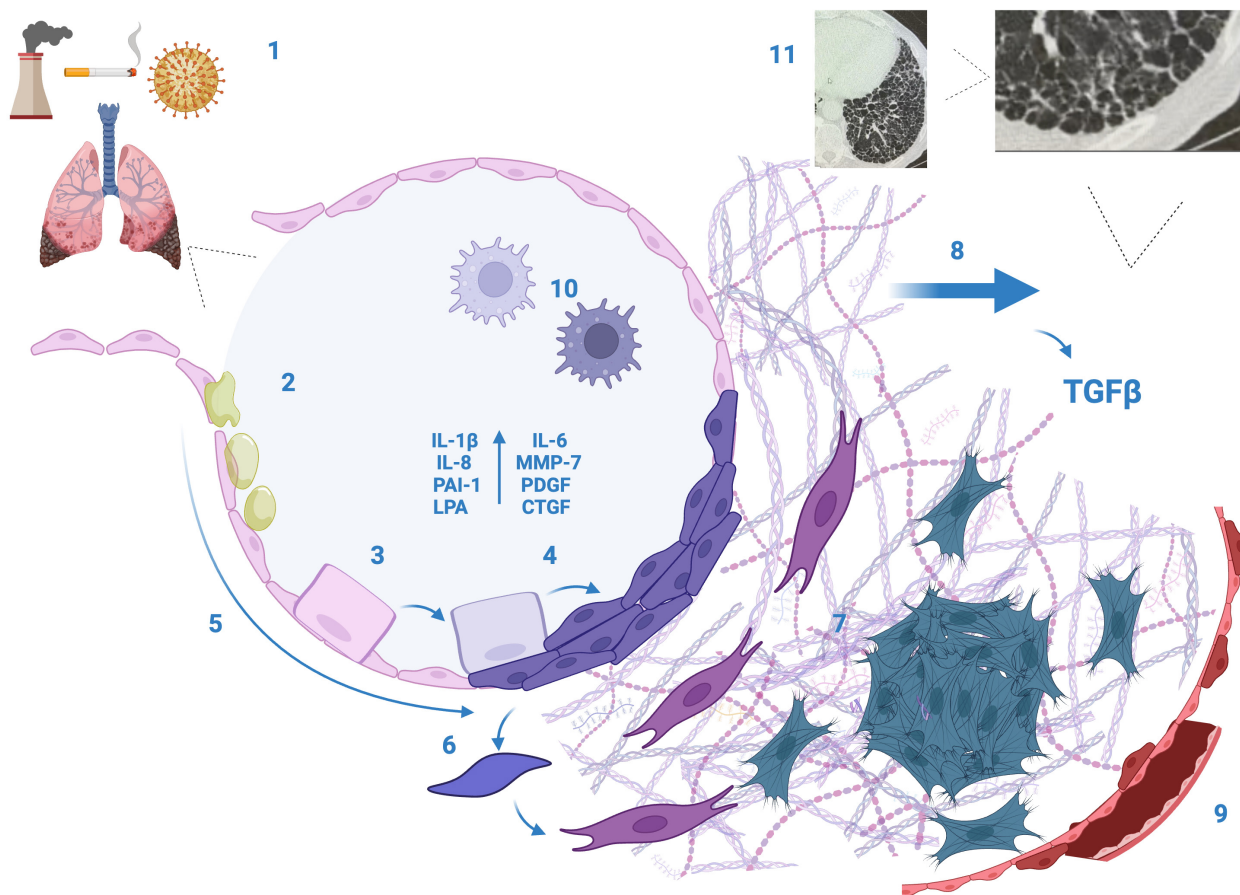 1
11
8
10
TGFβ
2
IL-1β IL-6
IL-8 MMP-7
PAI-1 PDGF
LPA CTGF
3
4
5
7
6
9